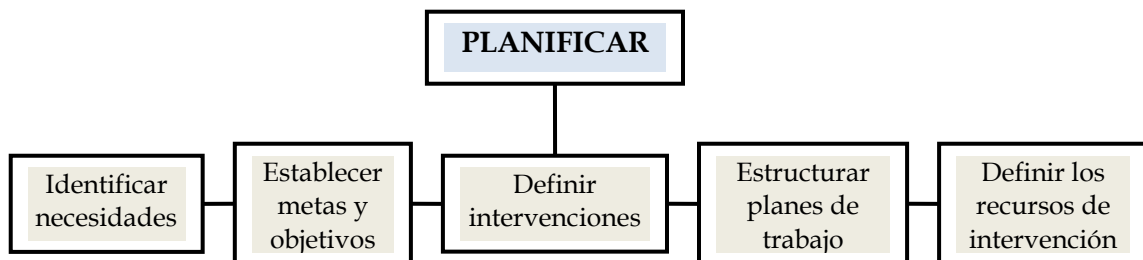 PLANIFICAR
Identificar
necesidades
Establecer
metas y
objetivos
Definir
intervenciones
Estructurar
planes de
trabajo
Definir los
recursos de
intervención